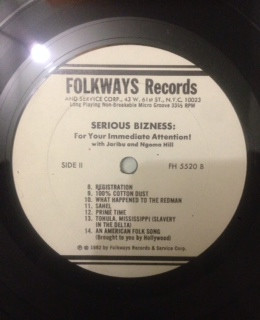 FOLKWAYS Records
AND SERVICE CORP., 43 W. 61st ST., N.Y.C. 10023
Long Playing Non-Breakable Micro Groove 33⅓ RPM
SERIOUS BIZNESS:
For Your Immediate Attention!
with Jaribu and Ngoma Hill
SIDE II
FH 5520 B
8. REGISTRATION
9. 100% COTTON DUST
10. WHAT HAPPENED TO THE REDMAN
11. SAHEL
12. PRIME TIME
13. TCHULA, MISSISSIPPI (SLAVERY
IN THE DELTA)
14. AN AMERICAN FOLK SONG
(Brought to you by Hollywood)
© 1982 by Folkways Records & Service Corp.